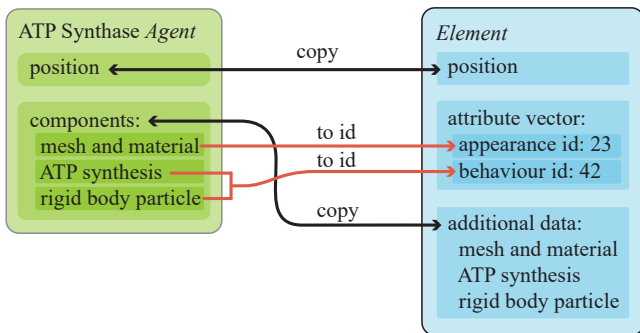 ATP Synthase Agent
position
components:
mesh and material
ATP synthesis
rigid body particle
copy
to id
to id
copy
Element
position
attribute vector:
appearance id: 23
behaviour id: 42
additional data:
mesh and material
ATP synthesis
rigid body particle